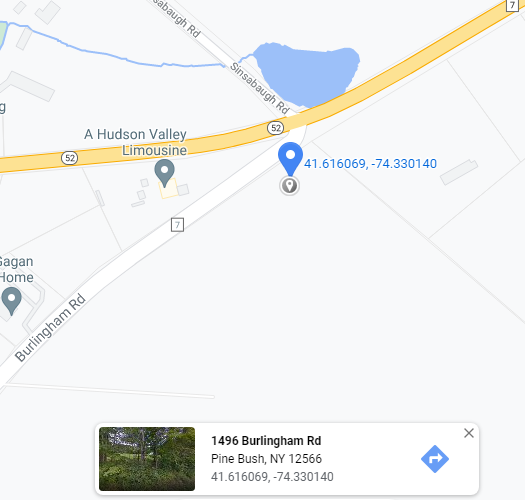 7
Sinsabaugh Rd
Sinsabaugh Rd
52
A Hudson Valley
Limousine
52
41.616069, -74.330140
7
Gagan
Home
Burlingham Rd
1496 Burlingham Rd
Pine Bush, NY 12566
41.616069, -74.330140